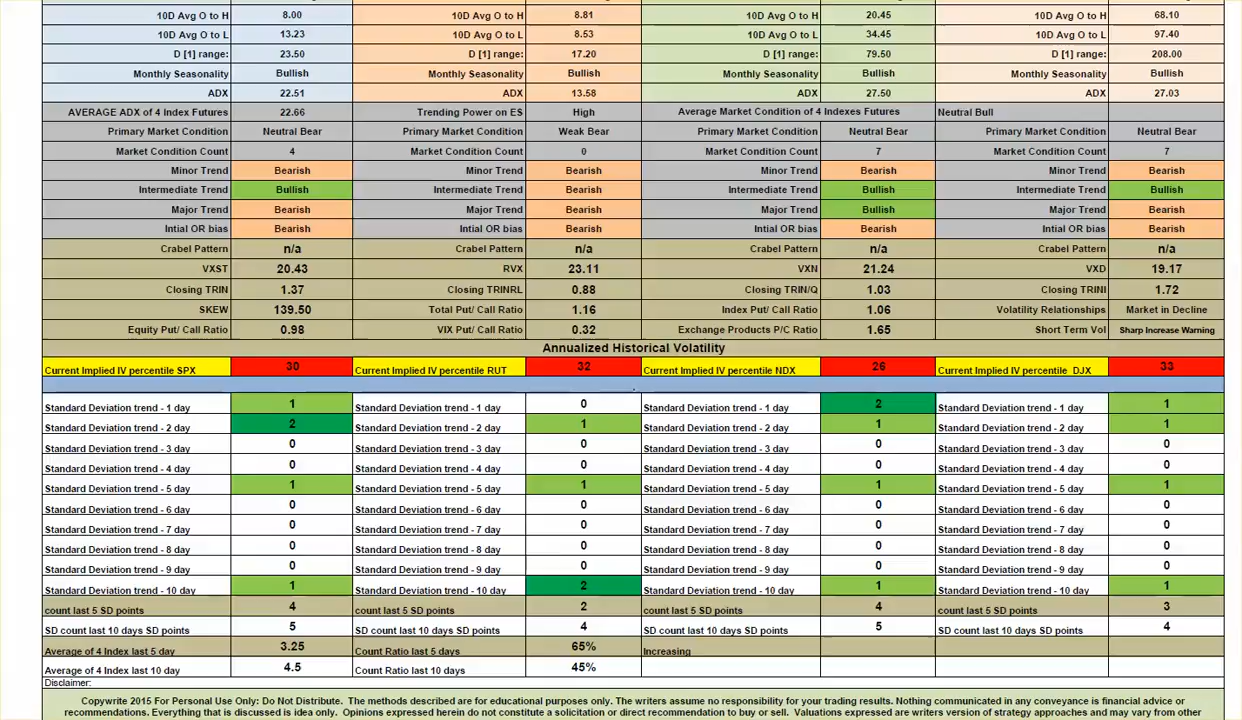 10D Avg O to H 8.00 10D Avg O to H 8.81 10D Avg O to H 20.45 10D Avg O to H 68.10
10D Avg O to L 13.23 10D Avg O to L 8.53 10D Avg O to L 34.45 10D Avg O to L 97.40
D [1] range: 23.50 D [1] range: 17.20 D [1] range: 79.50 D [1] range: 208.00
Monthly Seasonality Bullish Monthly Seasonality Bullish Monthly Seasonality Bullish Monthly Seasonality Bullish
ADX 22.51 ADX 13.58 ADX 27.50 ADX 27.03
AVERAGE ADX of 4 Index Futures 22.66 Trending Power on ES High Average Market Condition of 4 Indexes Futures Neutral Bull
Primary Market Condition Neutral Bear Primary Market Condition Weak Bear Primary Market Condition Neutral Bear Primary Market Condition Neutral Bear
Market Condition Count 4 Market Condition Count 0 Market Condition Count 7 Market Condition Count 7
Minor Trend Bearish Minor Trend Bearish Minor Trend Bearish Minor Trend Bearish
Intermediate Trend Bullish Intermediate Trend Bearish Intermediate Trend Bullish Intermediate Trend Bullish
Major Trend Bearish Major Trend Bearish Major Trend Bullish Major Trend Bearish
Intial OR bias Bearish Intial OR bias Bearish Intial OR bias Bearish Intial OR bias Bearish
Crabel Pattern n/a Crabel Pattern n/a Crabel Pattern n/a Crabel Pattern n/a
VXST 20.43 RVX 23.11 VXN 21.24 VXD 19.17
Closing TRIN 1.37 Closing TRINRL 0.88 Closing TRIN/Q 1.03 Closing TRINI 1.72
SKEW 139.50 Total Put/ Call Ratio 1.16 Index Put/ Call Ratio 1.06 Volatility Relationships Market in Decline
Equity Put/ Call Ratio 0.98 VIX Put/ Call Ratio 0.32 Exchange Products P/C Ratio 1.65 Short Term Vol Sharp Increase Warning
Annualized Historical Volatility
Current Implied IV percentile SPX 30 Current Implied IV percentile RUT 32 Current Implied IV percentile NDX 26 Current Implied IV percentile DJX 33
Standard Deviation trend - 1 day 1 Standard Deviation trend - 1 day 0 Standard Deviation trend - 1 day 2 Standard Deviation trend - 1 day 1
Standard Deviation trend - 2 day 2 Standard Deviation trend - 2 day 1 Standard Deviation trend - 2 day 1 Standard Deviation trend - 2 day 1
Standard Deviation trend - 3 day 0 Standard Deviation trend - 3 day 0 Standard Deviation trend - 3 day 0 Standard Deviation trend - 3 day 0
Standard Deviation trend - 4 day 0 Standard Deviation trend - 4 day 0 Standard Deviation trend - 4 day 0 Standard Deviation trend - 4 day 0
Standard Deviation trend - 5 day 1 Standard Deviation trend - 5 day 1 Standard Deviation trend - 5 day 1 Standard Deviation trend - 5 day 1
Standard Deviation trend - 6 day 0 Standard Deviation trend - 6 day 0 Standard Deviation trend - 6 day 0 Standard Deviation trend - 6 day 0
Standard Deviation trend - 7 day 0 Standard Deviation trend - 7 day 0 Standard Deviation trend - 7 day 0 Standard Deviation trend - 7 day 0
Standard Deviation trend - 8 day 0 Standard Deviation trend - 8 day 0 Standard Deviation trend - 8 day 0 Standard Deviation trend - 8 day 0
Standard Deviation trend - 9 day 0 Standard Deviation trend - 9 day 0 Standard Deviation trend - 9 day 0 Standard Deviation trend - 9 day 0
Standard Deviation trend - 10 day 1 Standard Deviation trend - 10 day 2 Standard Deviation trend - 10 day 1 Standard Deviation trend - 10 day 1
count last 5 SD points 4 count last 5 SD points 2 count last 5 SD points 4 count last 5 SD points 3
SD count last 10 days SD points 5 SD count last 10 days SD points 4 SD count last 10 days SD points 5 SD count last 10 days SD points 4
Average of 4 Index last 5 day 3.25 Count Ratio last 5 days 65% Increasing
Average of 4 Index last 10 day 4.5 Count Ratio last 10 days 45%
Disclaimer:
Copywrite 2015 For Personal Use Only: Do Not Distribute. The methods described are for educational purposes only. The writers assume no responsibility for your trading results. Nothing communicated in any conveyance is financial advice or
recommendations. Everything that is discussed is idea only. Opinions expressed herein do not constitute a solicitation or direct recommendation to buy or sell. Valuations expressed are writers version of strategy approaches and may vary from other